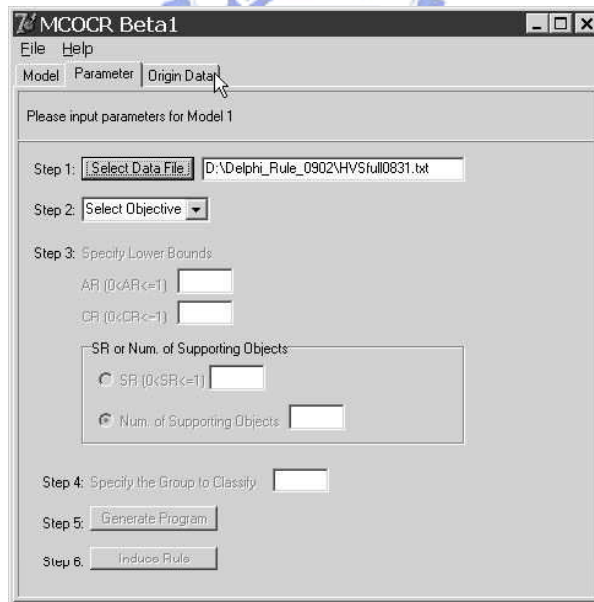 MCOCR Beta1
File Help
Model Parameter Origin Data
Please input parameters for Model 1
Step 1: Select Data File D:\Delphi_Rule_0902\HVSfull0831.txt
Step 2: Select Objective
Step 3: Specify Lower Bounds
AR (0<AR<=1)
CR (0<CR<=1)
SR or Num. of Supporting Objects
SR (0<SR<=1)
Num. of Supporting Objects
Step 4: Specify the Group to Classify
Step 5: Generate Program
Step 6. Induce Rule